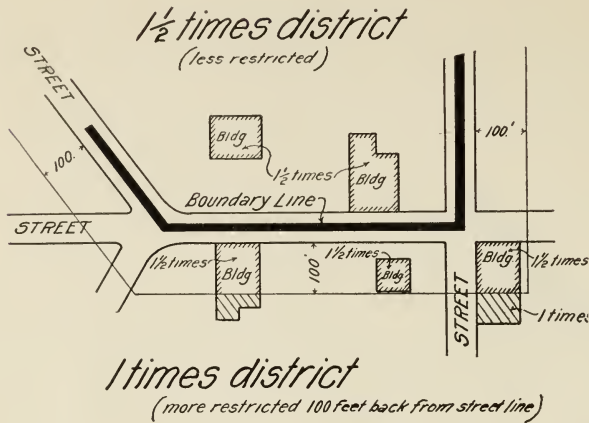 1½ times district
(less restricted)
STREET
100.'
100.'
Bldg
1½ times
Bldg
Boundary Line
STREET
1½ times
Bldg
100'
1½ times
Bldg
Bldg
1½ times
STREET
1 times
1 times district
(more restricted 100 feet back from street line)